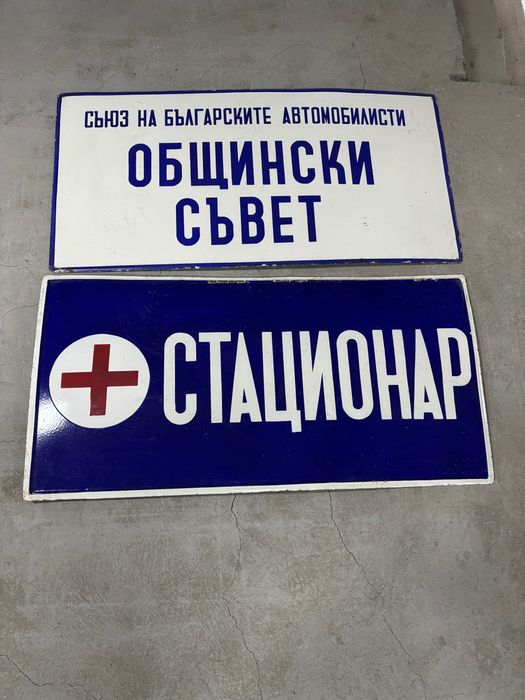 СЪЮЗ НА БЪЛГАРСКИТЕ АВТОМОБИЛИСТИ
ОБЩИНСКИ
СЪВЕТ
СТАЦИОНАР